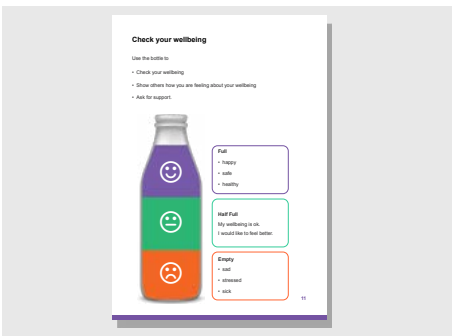 Check your wellbeing
Use the bottle to
• Check your wellbeing
• Show others how you are feeling about your wellbeing
• Ask for support.
Full
• happy
• safe
• healthy
Half Full
My wellbeing is ok.
I would like to feel better.
Empty
• sad
• stressed
• sick